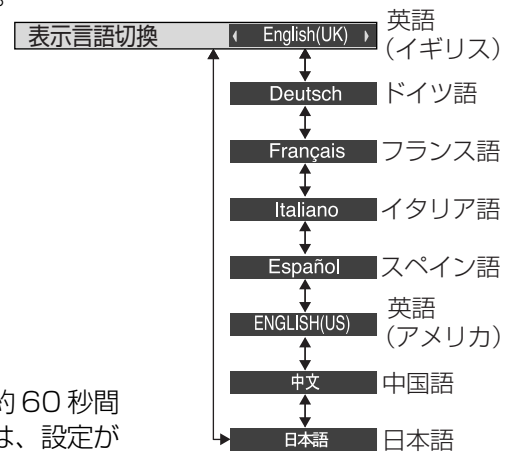 。
表示言語切換 English(UK) 英語
(イギリス)
Deutsch ドイツ語
Français フランス語
Italiano イタリア語
Español スペイン語
ENGLISH(US) 英語
(アメリカ)
中文 中国語
日本語 日本語
約 60 秒間
は、設定が